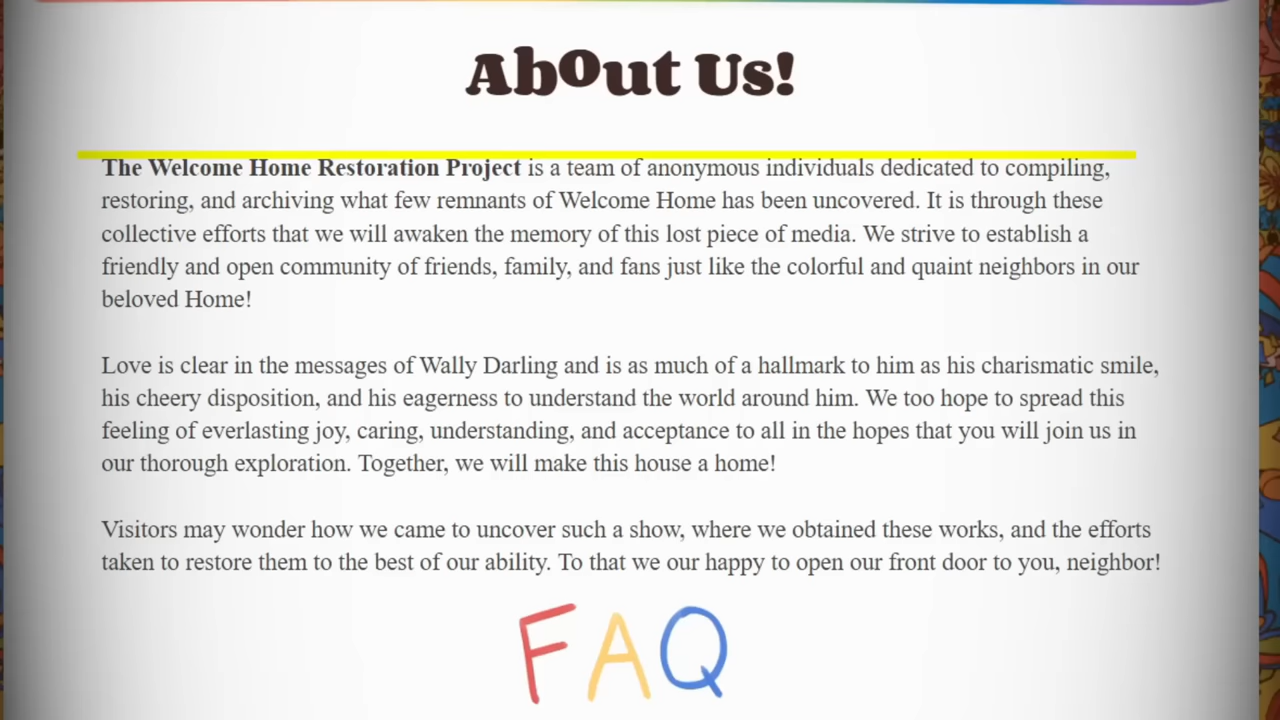 About Us!
The Welcome Home Restoration Project is a team of anonymous individuals dedicated to compiling,
restoring, and archiving what few remnants of Welcome Home has been uncovered. It is through these
collective efforts that we will awaken the memory of this lost piece of media. We strive to establish a
friendly and open community of friends, family, and fans just like the colorful and quaint neighbors in our
beloved Home!
Love is clear in the messages of Wally Darling and is as much of a hallmark to him as his charismatic smile,
his cheery disposition, and his eagerness to understand the world around him. We too hope to spread this
feeling of everlasting joy, caring, understanding, and acceptance to all in the hopes that you will join us in
our thorough exploration. Together, we will make this house a home!
Visitors may wonder how we came to uncover such a show, where we obtained these works, and the efforts
taken to restore them to the best of our ability. To that we our happy to open our front door to you, neighbor!
FAQ